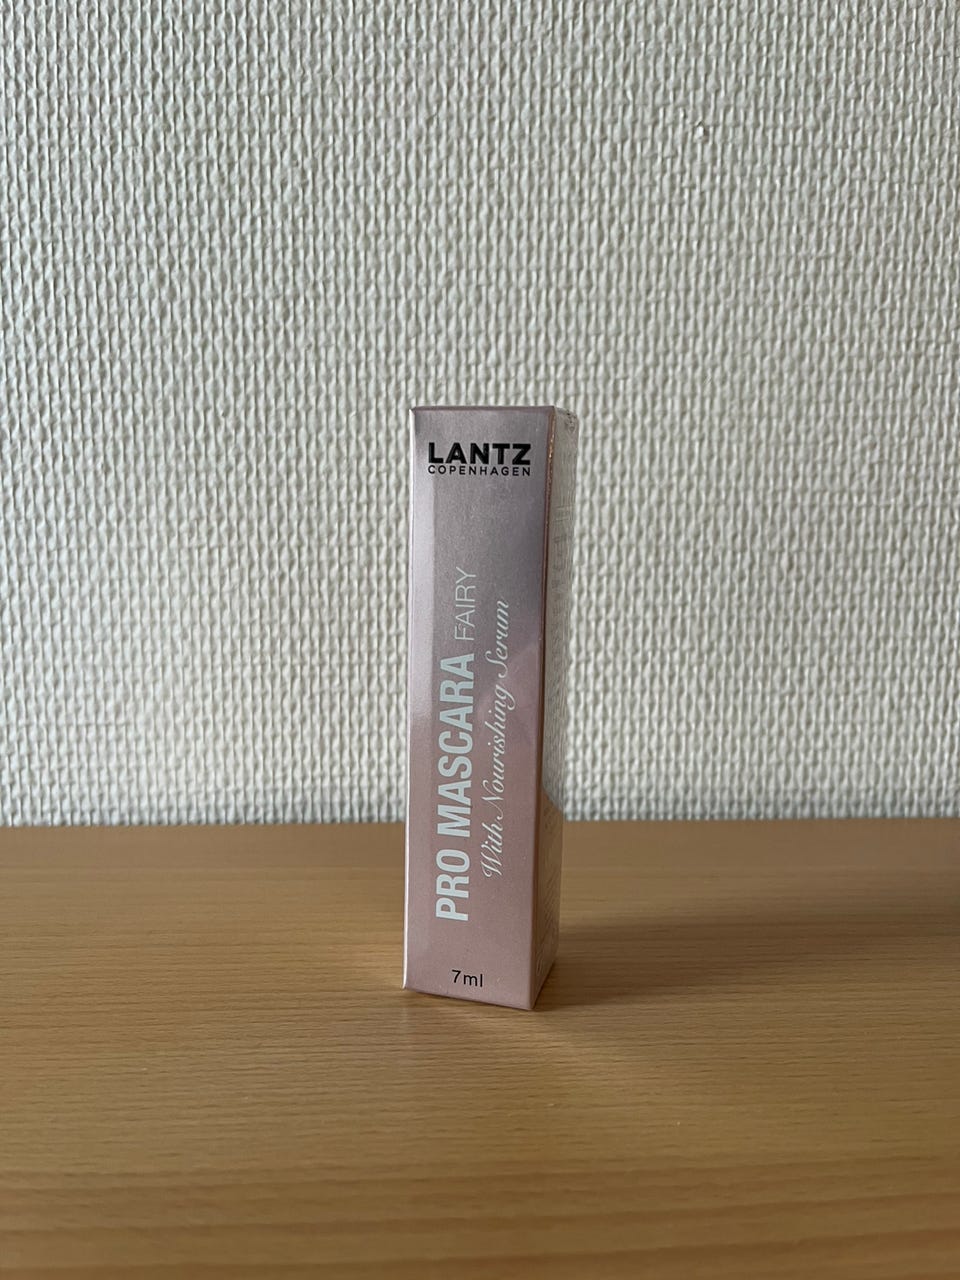 LANTZ
COPENHAGEN
PRO MASCARA FAIRY
With Nourishing Serum
7ml